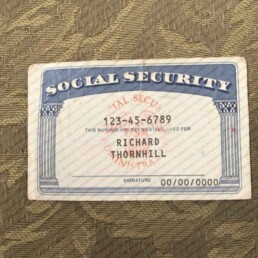 SOCIAL SECURITY
123-45-6789
THIS NUMBER HAS BEEN ESTABLISHED FOR
RICHARD
THORNHILL
SIGNATURE 00/00/0000